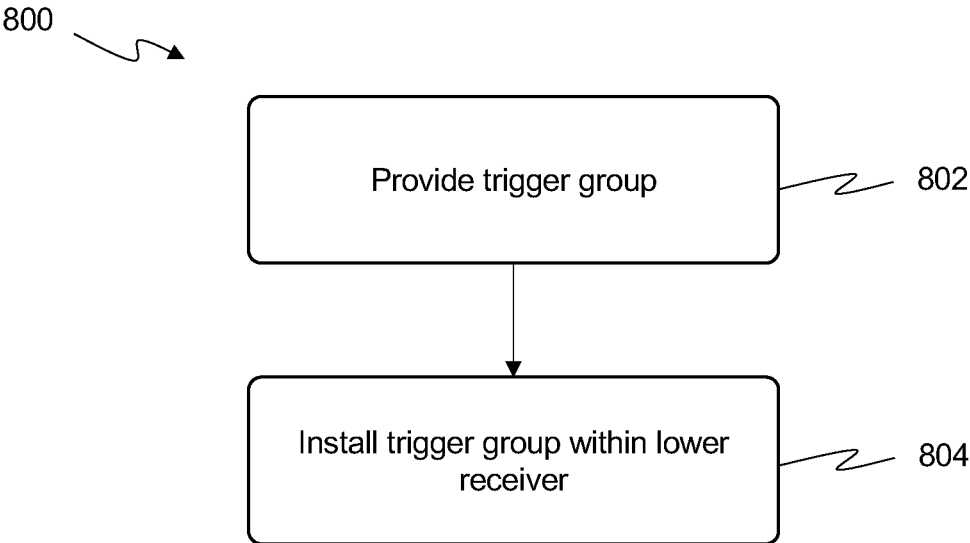 800
Provide trigger group
802
Install trigger group within lower
receiver
804